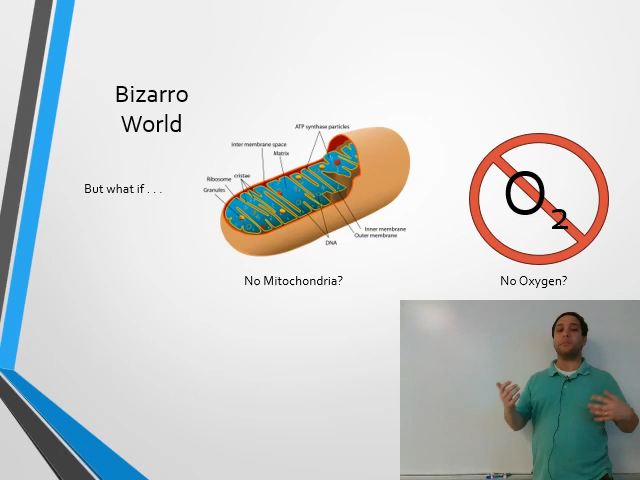 Bizarro
World
But what if . . .
ATP synthase particles
Inter membrane space
Matrix
cristae
Ribosome
Granules
Inner membrane
Outer membrane
DNA
O₂
No Mitochondria?
No Oxygen?